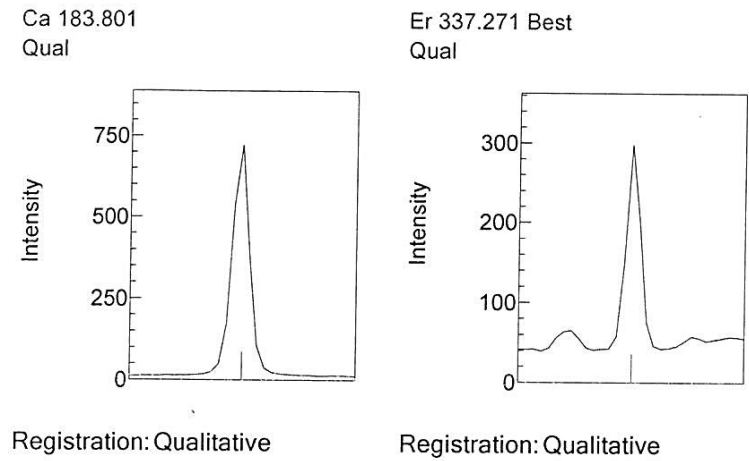 Ca 183.801
Qual
750
500
250
0
Intensity
Registration: Qualitative
Er 337.271 Best
Qual
300
200
100
0
Intensity
Registration: Qualitative